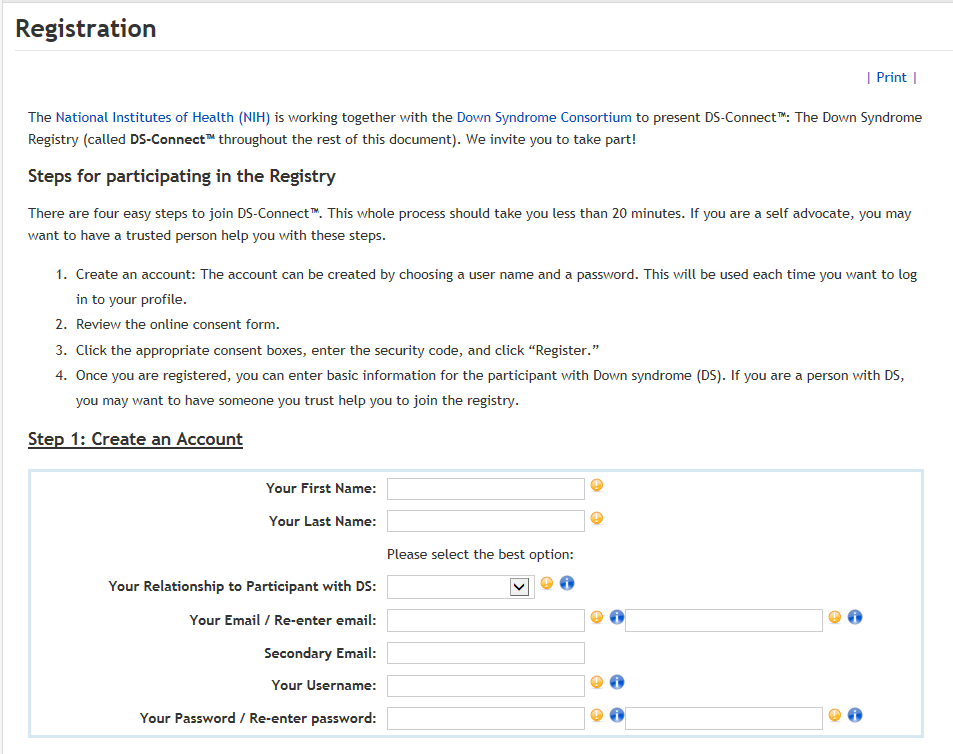 Registration
| Print |
The National Institutes of Health (NIH) is working together with the Down Syndrome Consortium to present DS-Connect™: The Down Syndrome
Registry (called DS-Connect™ throughout the rest of this document). We invite you to take part!
Steps for participating in the Registry
There are four easy steps to join DS-Connect™. This whole process should take you less than 20 minutes. If you are a self advocate, you may
want to have a trusted person help you with these steps.
1. Create an account: The account can be created by choosing a user name and a password. This will be used each time you want to log
in to your profile.
2. Review the online consent form.
3. Click the appropriate consent boxes, enter the security code, and click “Register.”
4. Once you are registered, you can enter basic information for the participant with Down syndrome (DS). If you are a person with DS,
you may want to have someone you trust help you to join the registry.
Step 1: Create an Account
Your First Name:
Your Last Name:
Please select the best option:
Your Relationship to Participant with DS:
Your Email / Re-enter email:
Secondary Email:
Your Username:
Your Password / Re-enter password: